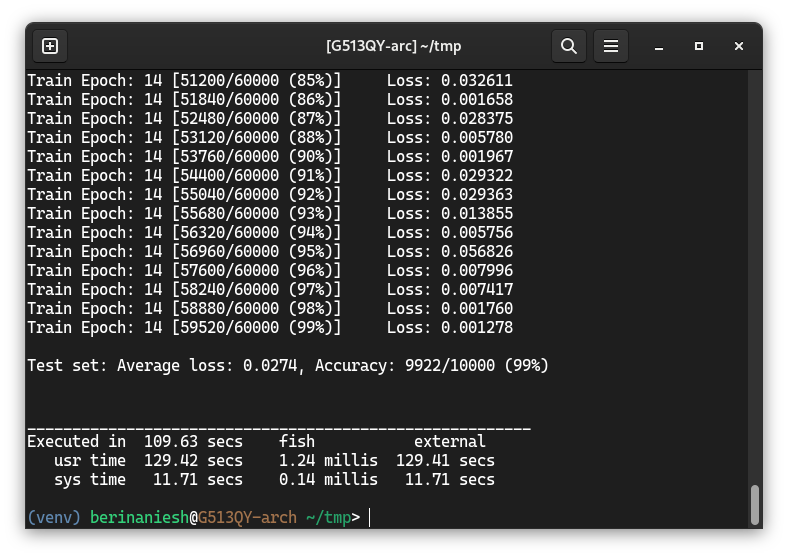 [G513QY-arc] ~/tmp
Train Epoch: 14 [51200/60000 (85%)]     Loss: 0.032611
Train Epoch: 14 [51840/60000 (86%)]     Loss: 0.001658
Train Epoch: 14 [52480/60000 (87%)]     Loss: 0.028375
Train Epoch: 14 [53120/60000 (88%)]     Loss: 0.005780
Train Epoch: 14 [53760/60000 (90%)]     Loss: 0.001967
Train Epoch: 14 [54400/60000 (91%)]     Loss: 0.029322
Train Epoch: 14 [55040/60000 (92%)]     Loss: 0.029363
Train Epoch: 14 [55680/60000 (93%)]     Loss: 0.013855
Train Epoch: 14 [56320/60000 (94%)]     Loss: 0.005756
Train Epoch: 14 [56960/60000 (95%)]     Loss: 0.056826
Train Epoch: 14 [57600/60000 (96%)]     Loss: 0.007996
Train Epoch: 14 [58240/60000 (97%)]     Loss: 0.007417
Train Epoch: 14 [58880/60000 (98%)]     Loss: 0.001760
Train Epoch: 14 [59520/60000 (99%)]     Loss: 0.001278
Test set: Average loss: 0.0274, Accuracy: 9922/10000 (99%)
________________________________________________________
Executed in  109.63 secs    fish           external
   usr time  129.42 secs    1.24 millis  129.41 secs
   sys time   11.71 secs    0.14 millis   11.71 secs
(venv) berinaniesh@G513QY-arch ~/tmp>